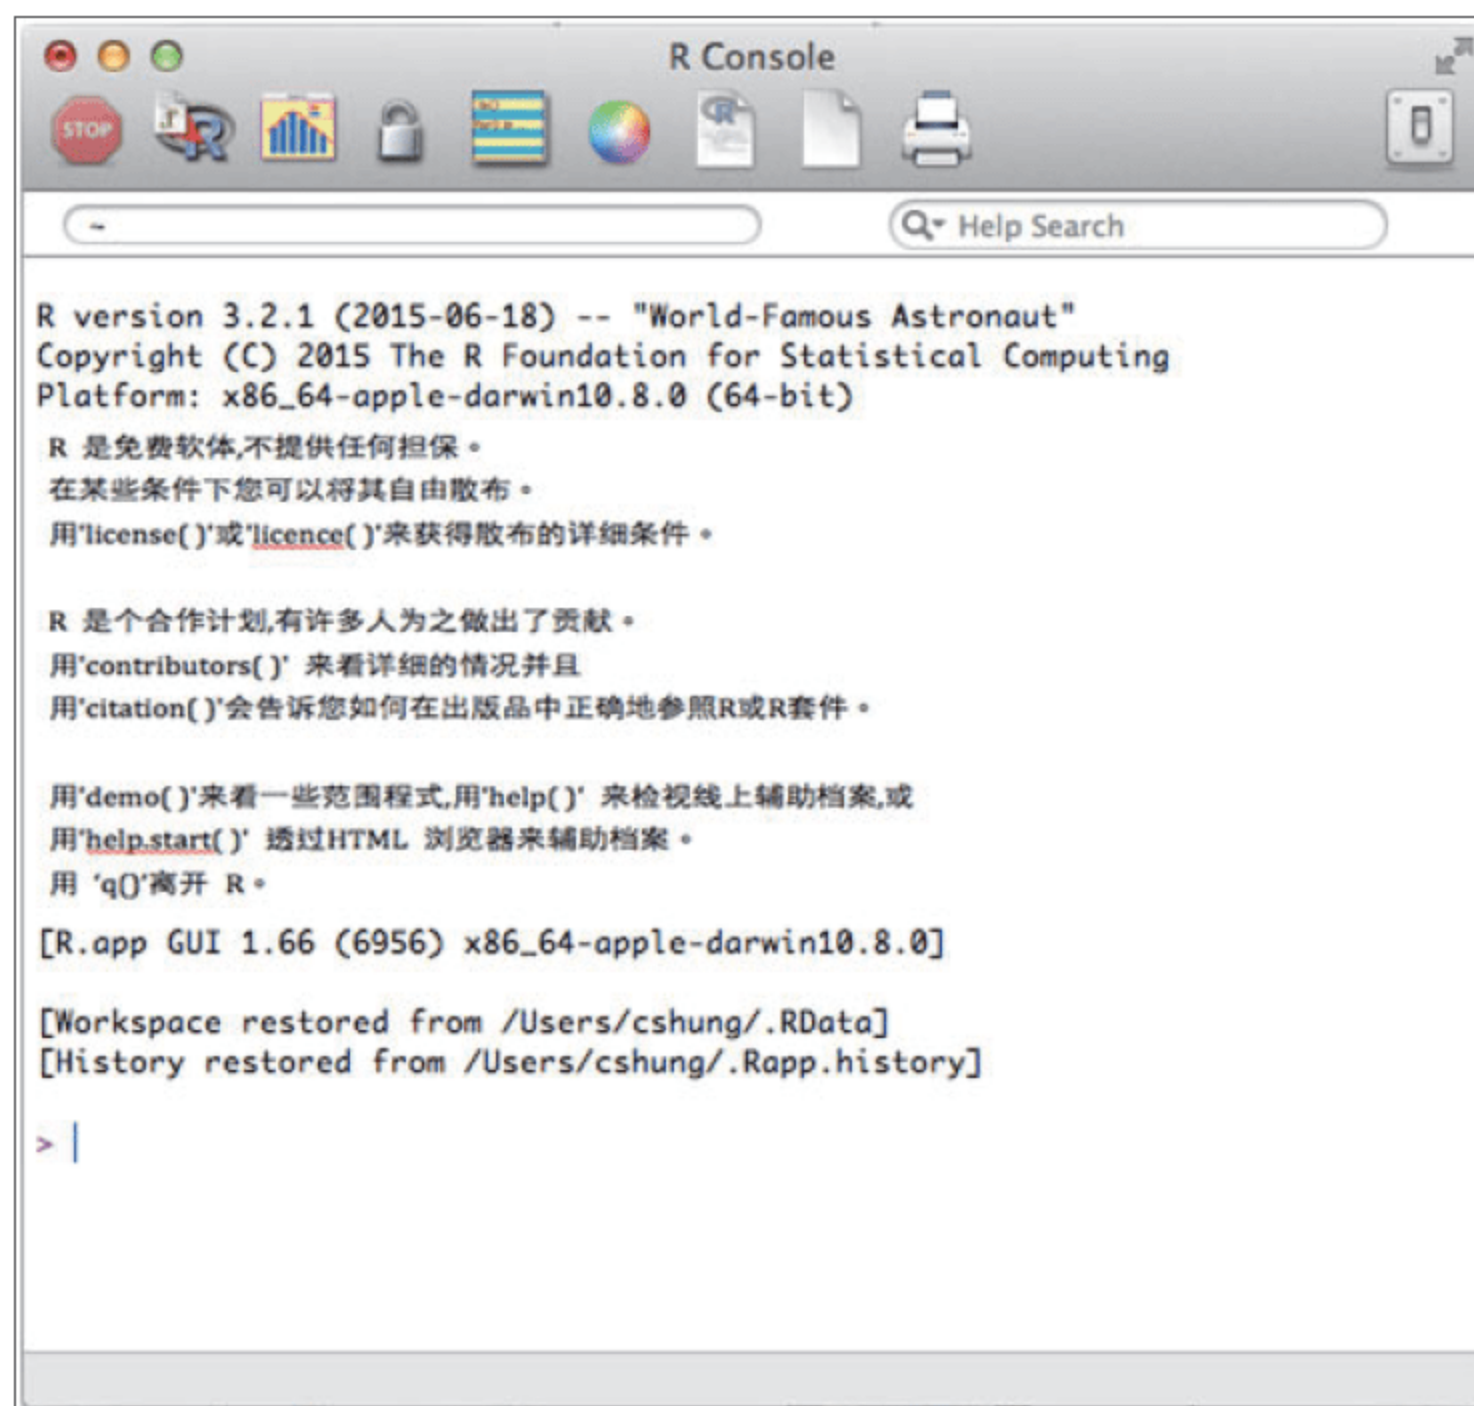 R Console
STOP
R
~
Help Search
R version 3.2.1 (2015-06-18) -- "World-Famous Astronaut"
Copyright (C) 2015 The R Foundation for Statistical Computing
Platform: x86_64-apple-darwin10.8.0 (64-bit)
R 是免费软体,不提供任何担保。
在某些条件下您可以将其自由散布。
用'license( )'或'licence( )'来获得散布的详细条件。
R 是个合作计划,有许多人为之做出了贡献。
用'contributors( )' 来看详细的情况并且
用'citation( )'会告诉您如何在出版品中正确地参照R或R套件。
用'demo( )'来看一些范围程式,用'help( )' 来检视线上辅助档案,或
用'help.start( )' 透过HTML 浏览器来辅助档案。
用 ‘q()’离开 R。
[R.app GUI 1.66 (6956) x86_64-apple-darwin10.8.0]
[Workspace restored from /Users/cshung/.RData]
[History restored from /Users/cshung/.Rapp.history]
>